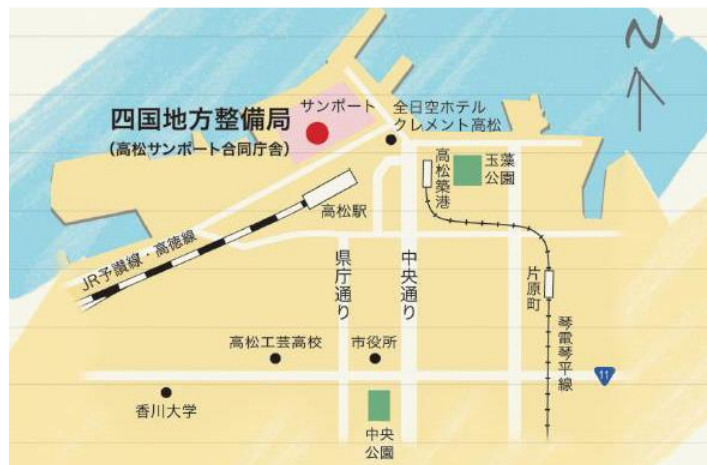 N
サンポート
全日空ホテル
クレメント高松
四国地方整備局
(高松サンポート合同庁舎)
高松築港
玉藻
公園
高松駅
JR予讃線・高徳線
県庁通り
中央通り
片原町
琴電琴平線
高松工芸高校
市役所
11
香川大学
中央
公園